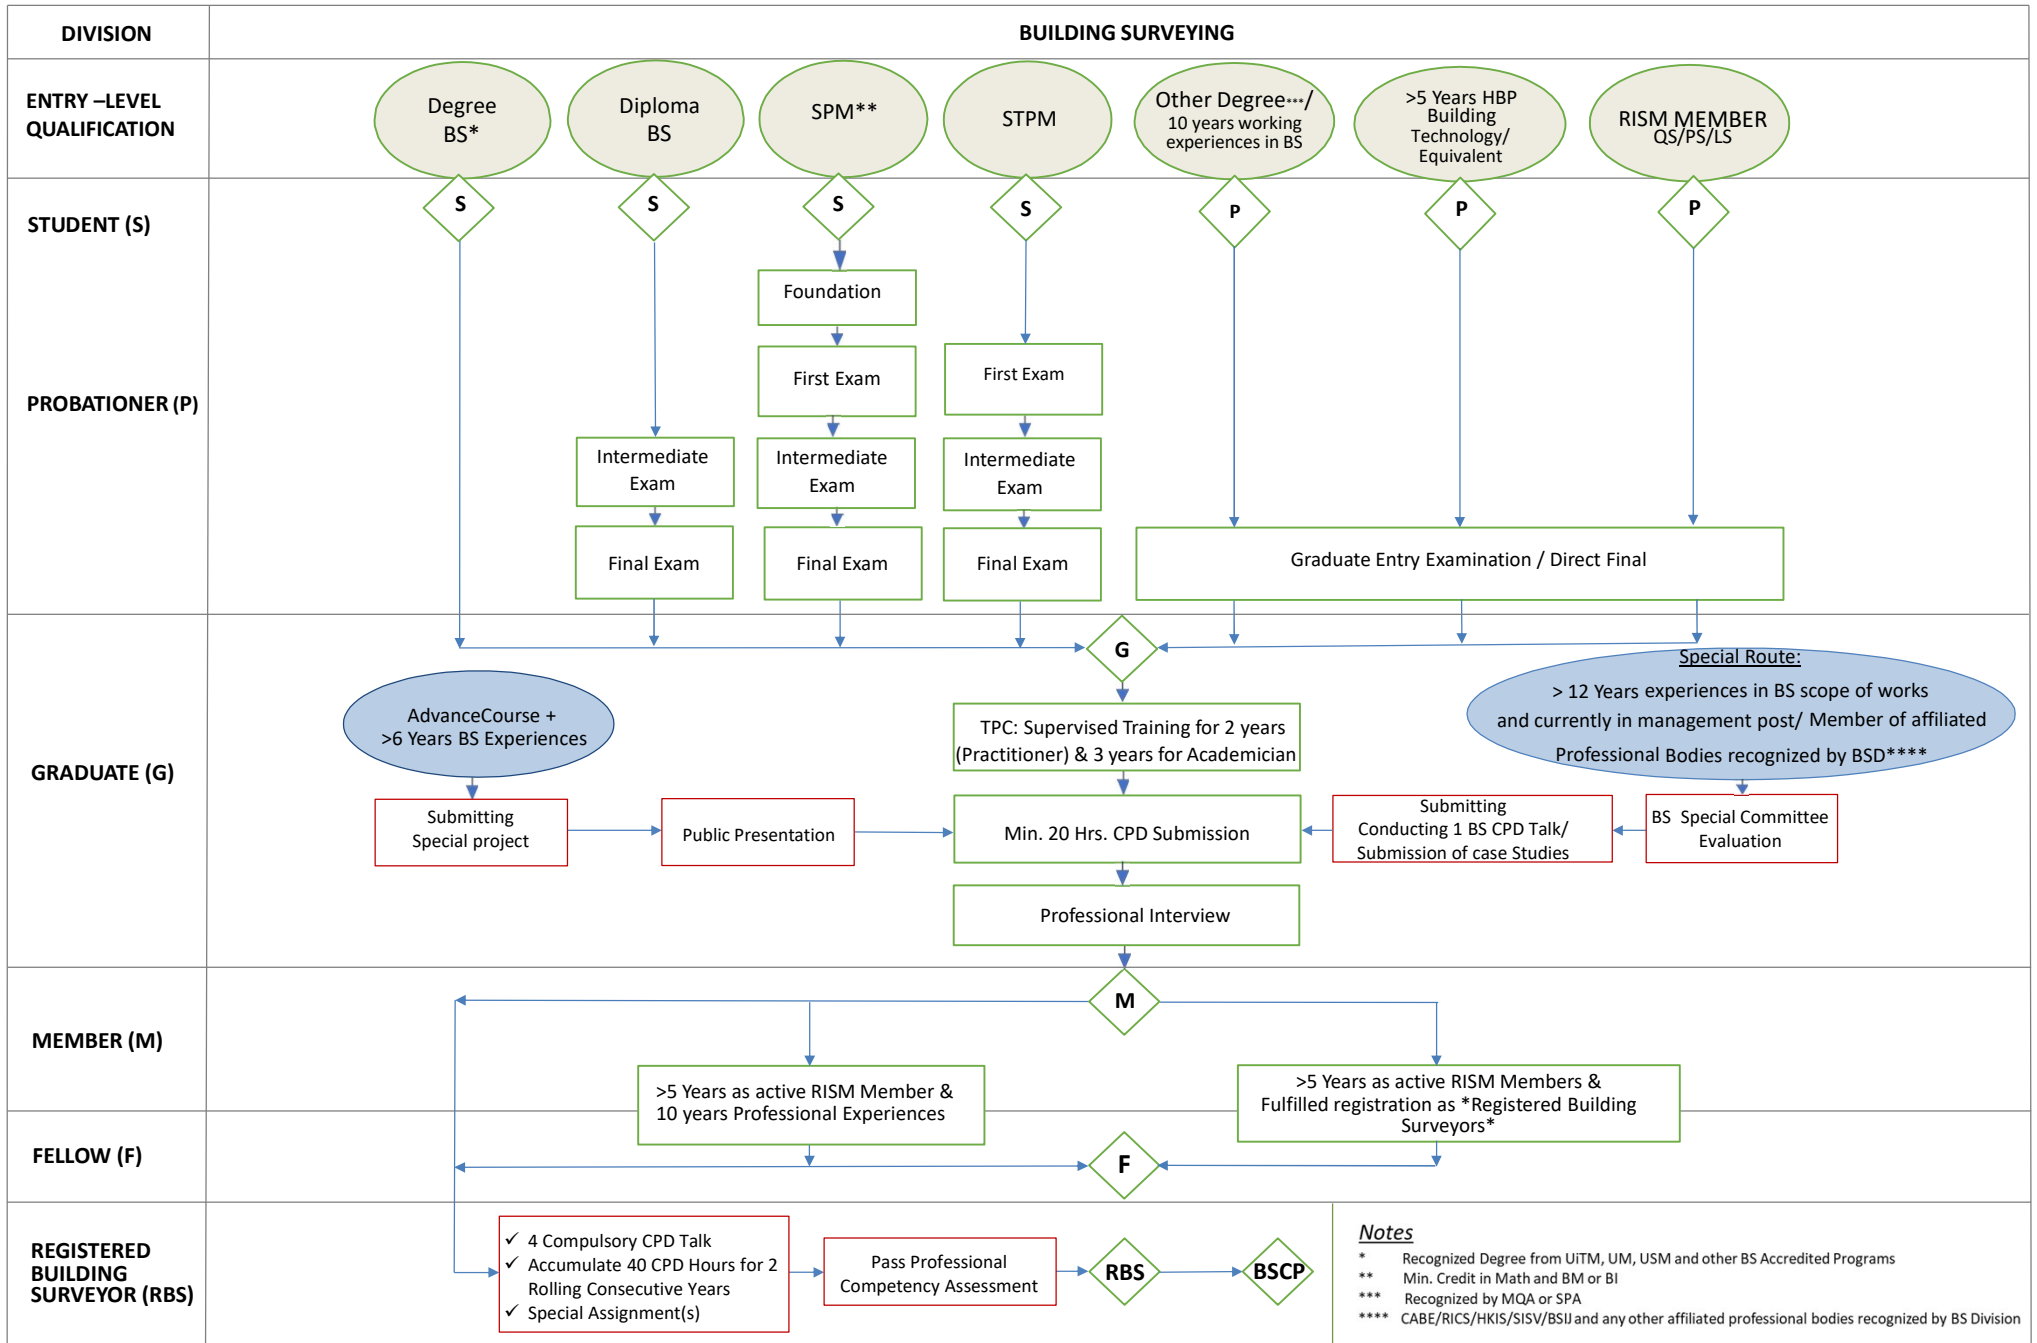 DIVISION
BUILDING SURVEYING
ENTRY –LEVEL
QUALIFICATION
Degree
BS*
Diploma
BS
SPM**
STPM
Other Degree***/
10 years working
experiences in BS
>5 Years HBP
Building
Technology/
Equivalent
RISM MEMBER
QS/PS/LS
STUDENT (S)
S
S
S
S
P
P
P
PROBATIONER (P)
Foundation
First Exam
First Exam
Intermediate
Exam
Intermediate
Exam
Intermediate
Exam
Final Exam
Final Exam
Final Exam
Graduate Entry Examination / Direct Final
GRADUATE (G)
G
AdvanceCourse +
>6 Years BS Experiences
TPC: Supervised Training for 2 years
(Practitioner) & 3 years for Academician
Special Route:
> 12 Years experiences in BS scope of works
and currently in management post/ Member of affiliated
Professional Bodies recognized by BSD****
Submitting
Special project
Public Presentation
Min. 20 Hrs. CPD Submission
Submitting
Conducting 1 BS CPD Talk/
Submission of case Studies
BS Special Committee
Evaluation
Professional Interview
MEMBER (M)
M
>5 Years as active RISM Member &
10 years Professional Experiences
>5 Years as active RISM Members &
Fulfilled registration as *Registered Building
Surveyors*
FELLOW (F)
F
REGISTERED
BUILDING
SURVEYOR (RBS)
✓ 4 Compulsory CPD Talk
✓ Accumulate 40 CPD Hours for 2
Rolling Consecutive Years
✓ Special Assignment(s)
Pass Professional
Competency Assessment
RBS
BSCP
Notes
* Recognized Degree from UiTM, UM, USM and other BS Accredited Programs
** Min. Credit in Math and BM or BI
*** Recognized by MQA or SPA
**** CABE/RICS/HKIS/SISV/BSIJ and any other affiliated professional bodies recognized by BS Division